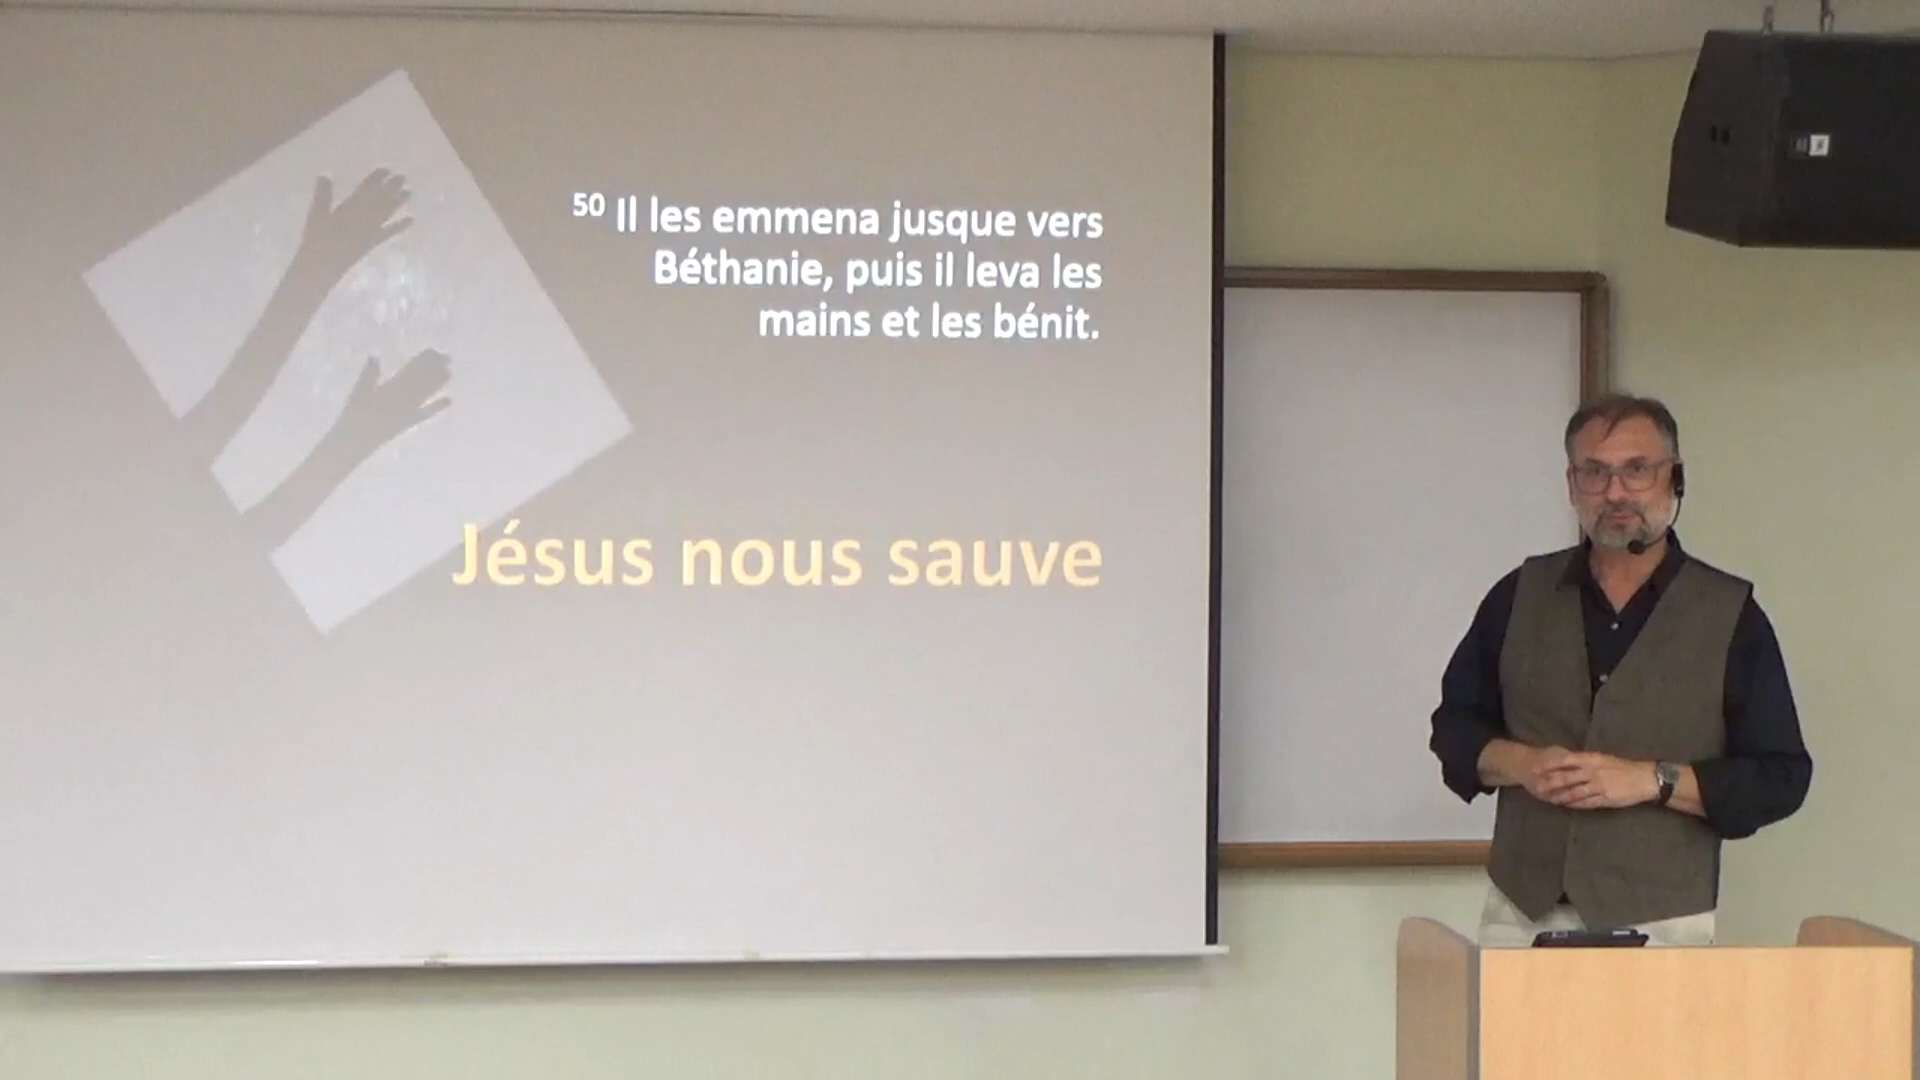 50 Il les emmena jusque vers
Béthanie, puis il leva les
mains et les bénit.
Jésus nous sauve